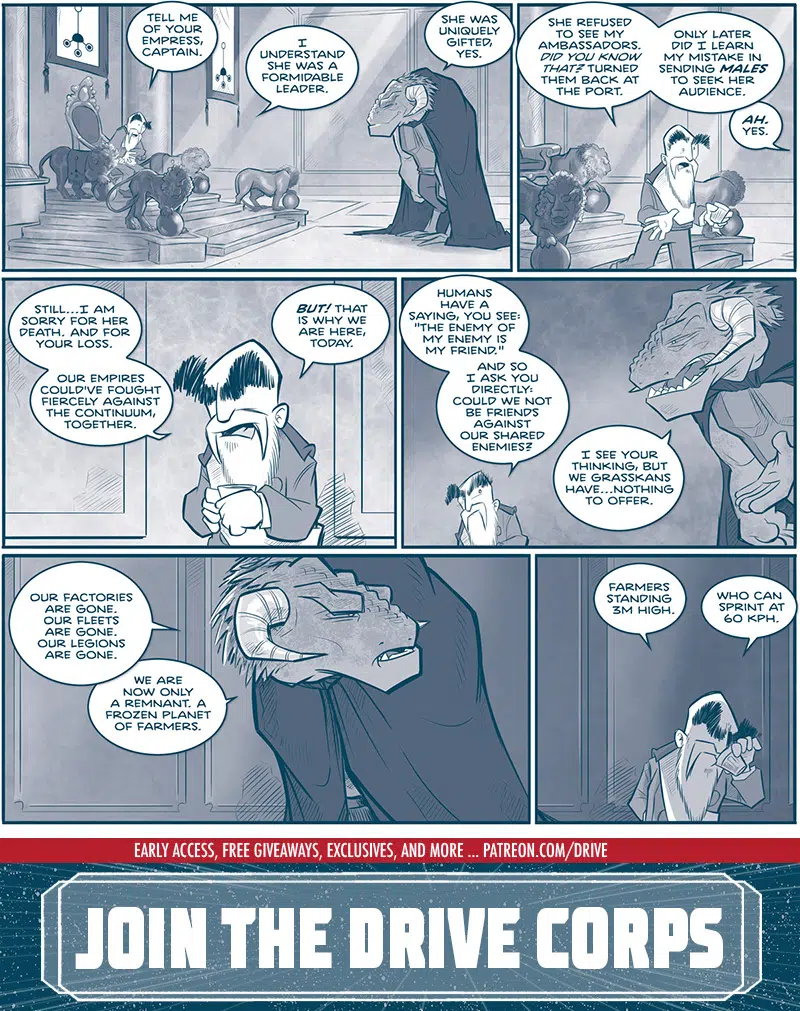 TELL ME
OF YOUR
EMPRESS,
CAPTAIN.
I
UNDERSTAND
SHE WAS A
FORMIDABLE
LEADER.
SHE WAS
UNIQUELY
GIFTED,
YES.
SHE REFUSED
TO SEE MY
AMBASSADORS.
DID YOU KNOW
THAT? TURNED
THEM BACK AT
THE PORT.
ONLY LATER
DID I LEARN
MY MISTAKE IN
SENDING MALES
TO SEEK HER
AUDIENCE.
AH.
YES.
STILL...I AM
SORRY FOR HER
DEATH. AND FOR
YOUR LOSS.
OUR EMPIRES
COULD'VE FOUGHT
FIERCELY AGAINST
THE CONTINUUM,
TOGETHER.
BUT! THAT
IS WHY WE
ARE HERE,
TODAY.
HUMANS
HAVE A
SAYING, YOU SEE:
"THE ENEMY OF
MY ENEMY IS
MY FRIEND."
AND SO
I ASK YOU
DIRECTLY:
COULD WE NOT
BE FRIENDS
AGAINST
OUR SHARED
ENEMIES?
I SEE YOUR
THINKING, BUT
WE GRASSKANS
HAVE...NOTHING
TO OFFER.
OUR FACTORIES
ARE GONE.
OUR FLEETS
ARE GONE.
OUR LEGIONS
ARE GONE.
WE ARE
NOW ONLY
A REMNANT. A
FROZEN PLANET
OF FARMERS.
FARMERS
STANDING
3M HIGH.
WHO CAN
SPRINT AT
60 KPH.
EARLY ACCESS, FREE GIVEAWAYS, EXCLUSIVES, AND MORE ... PATREON.COM/DRIVE
JOIN THE DRIVE CORPS